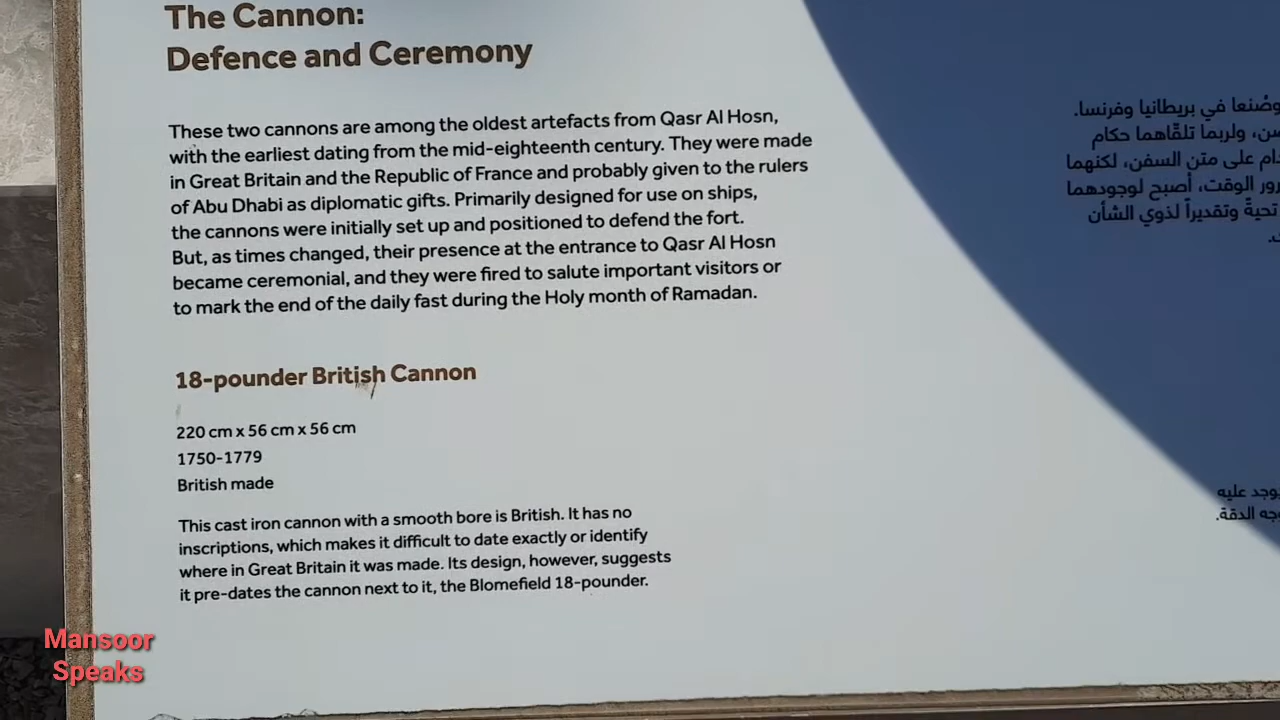 The Cannon:
Defence and Ceremony
These two cannons are among the oldest artefacts from Qasr Al Hosn,
with the earliest dating from the mid-eighteenth century. They were made
in Great Britain and the Republic of France and probably given to the rulers
of Abu Dhabi as diplomatic gifts. Primarily designed for use on ships,
the cannons were initially set up and positioned to defend the fort.
But, as times changed, their presence at the entrance to Qasr Al Hosn
became ceremonial, and they were fired to salute important visitors or
to mark the end of the daily fast during the Holy month of Ramadan.
18-pounder British Cannon
220 cm x 56 cm x 56 cm
1750-1779
British made
This cast iron cannon with a smooth bore is British. It has no
inscriptions, which makes it difficult to date exactly or identify
where in Great Britain it was made. Its design, however, suggests
it pre-dates the cannon next to it, the Blomefield 18-pounder.
وصُنعا في بريطانيا وفرنسا.
ولربما تلقّاهما حكام
على متن السفن، لكنهما
الوقت، أصبح لوجودهما
تحيةً وتقديراً لذوي الشأن
يوجد عليه
الدقة.
Mansoor
Speaks